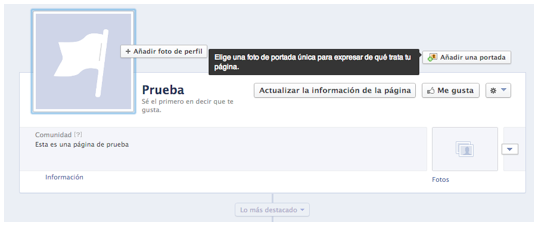 + Añadir foto de perfil
Elige una foto de portada única para expresar de qué trata tu
página.
Añadir una portada
Prueba
Sé el primero en decir que te
gusta.
Actualizar la información de la página
Me gusta
Comunidad [?]
Esta es una página de prueba
Información
Fotos
Lo más destacado